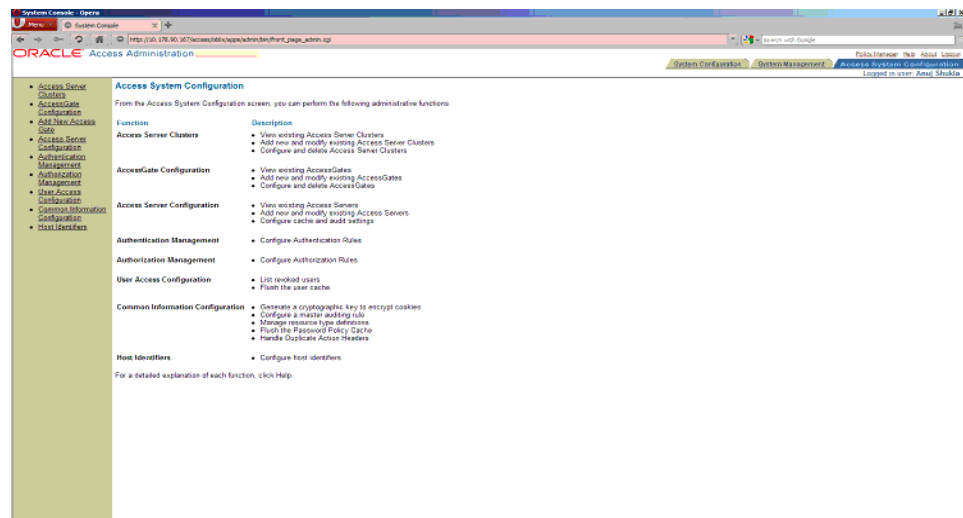 System Console - Opera
Menu
System Console
http://10.178.90.167/access/oblix/apps/admin/bin/front_page_admin.cgi
Search with Google
ORACLE Access Administration
Policy Manager Help About Logout
System Configuration System Management Access System Configuration
Logged in user: Anuj Shukla
Access Server Clusters
AccessGate Configuration
Add New Access Gate
Access Server Configuration
Authentication Management
Authorization Management
User Access Configuration
Common Information Configuration
Host Identifiers
Access System Configuration
From the Access System Configuration screen, you can perform the following administrative functions.
Function Description
Access Server Clusters
View existing Access Server Clusters
Add new and modify existing Access Server Clusters
Configure and delete Access Server Clusters
AccessGate Configuration
View existing AccessGates
Add new and modify existing AccessGates
Configure and delete AccessGates
Access Server Configuration
View existing Access Servers
Add new and modify existing Access Servers
Configure cache and audit settings
Authentication Management
Configure Authentication Rules
Authorization Management
Configure Authorization Rules
User Access Configuration
List revoked users
Flush the user cache.
Common Information Configuration
Generate a cryptographic key to encrypt cookies
Configure a master auditing rule
Manage resource type definitions
Flush the Password Policy Cache
Handle Duplicate Action Headers
Host Identifiers
Configure host identifiers
For a detailed explanation of each function, click Help.